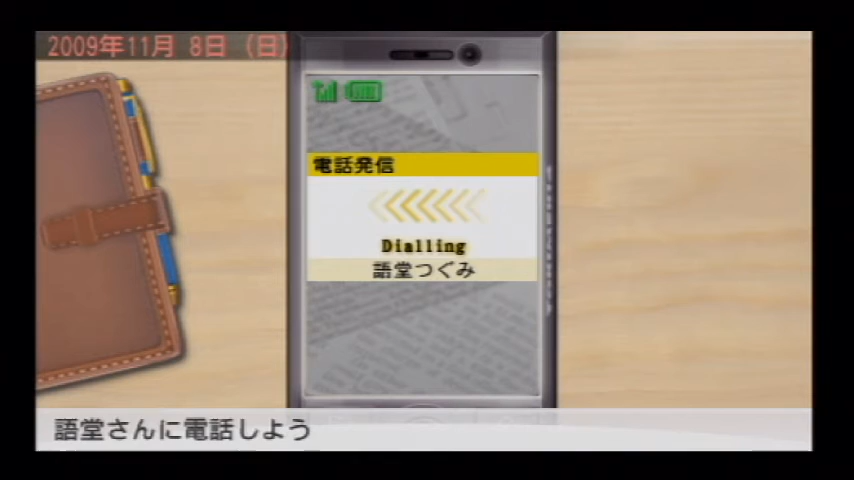 2009年11月 8日 (日)
電話発信
Dialling
語堂つぐみ
語堂さんに電話しよう